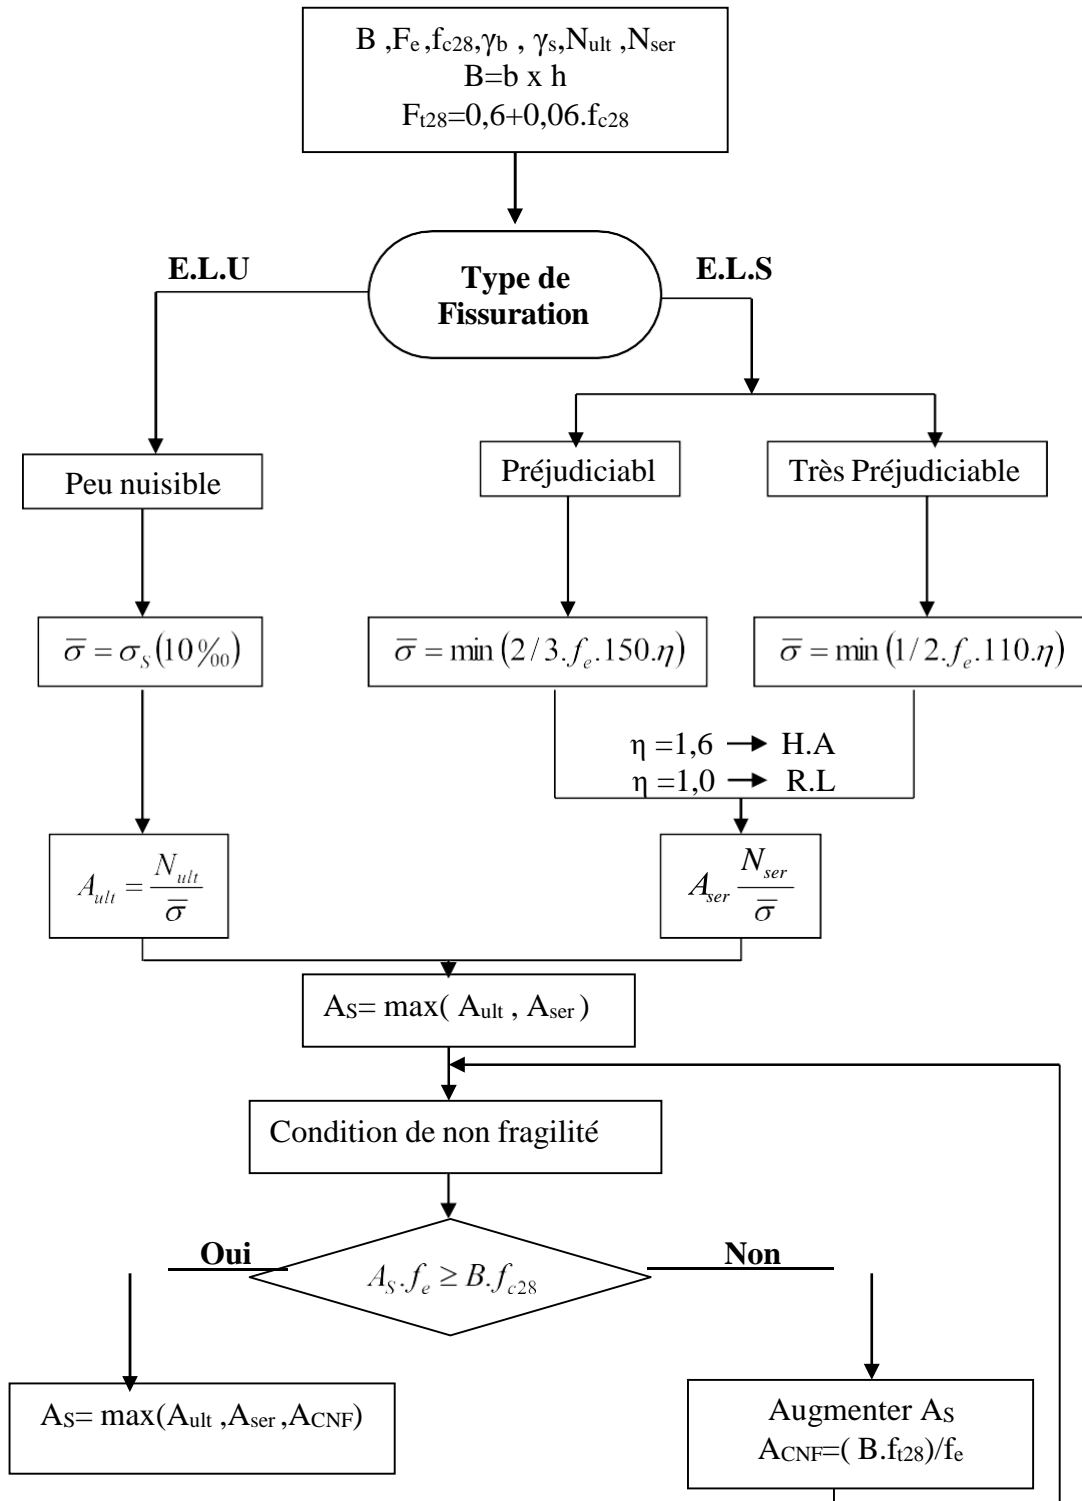 B ,Fe ,fc28,γb , γs,Nult ,Nser
B=b x h
Ft28=0,6+0,06.fc28
E.L.U
E.L.S
Type de
Fissuration
Peu nuisible
Préjudiciabl
Très Préjudiciable
σ̅ = σS(10‰)
σ̅ = min (2/3.fe.150.η)
σ̅ = min (1/2.fe.110.η)
η =1,6 → H.A
η =1,0 → R.L
Ault = Nult / σ̅
Aser Nser / σ̅
AS= max( Ault , Aser )
Condition de non fragilité
Oui
Non
AS.fe ≥ B.fc28
AS= max(Ault ,Aser ,ACNF)
Augmenter AS
ACNF=( B.ft28)/fe